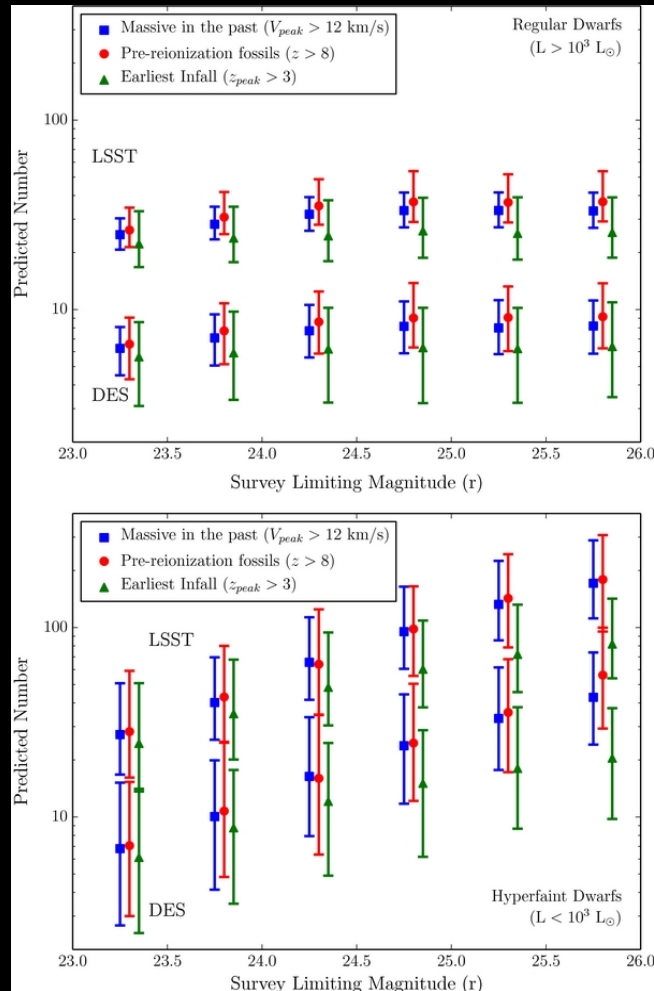 Massive in the past (V_peak > 12 km/s)
Pre-reionization fossils (z > 8)
Earliest Infall (z_peak > 3)
Regular Dwarfs
(L > 10³ L☉)
100
LSST
Predicted Number
10
DES
23.0 23.5 24.0 24.5 25.0 25.5 26.0
Survey Limiting Magnitude (r)
Massive in the past (V_peak > 12 km/s)
Pre-reionization fossils (z > 8)
Earliest Infall (z_peak > 3)
100
LSST
Predicted Number
10
DES
Hyperfaint Dwarfs
(L < 10³ L☉)
23.0 23.5 24.0 24.5 25.0 25.5 26.0
Survey Limiting Magnitude (r)